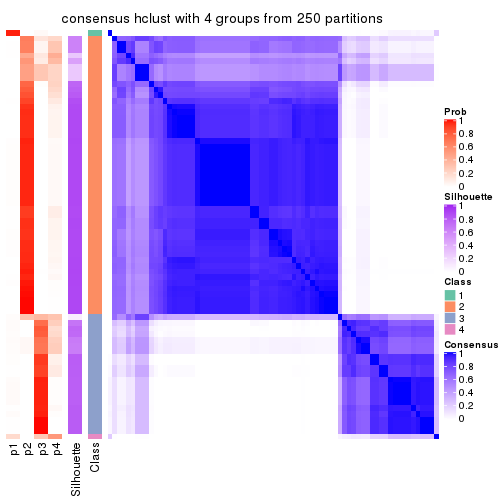 consensus hclust with 4 groups from 250 partitions
Prob
1
0.8
0.6
0.4
0.2
0
Silhouette
1
0.8
0.6
0.4
0.2
0
Class
1
2
3
4
Consensus
1
0.8
0.6
0.4
0.2
0
p1
p2
p3
p4
Silhouette
Class